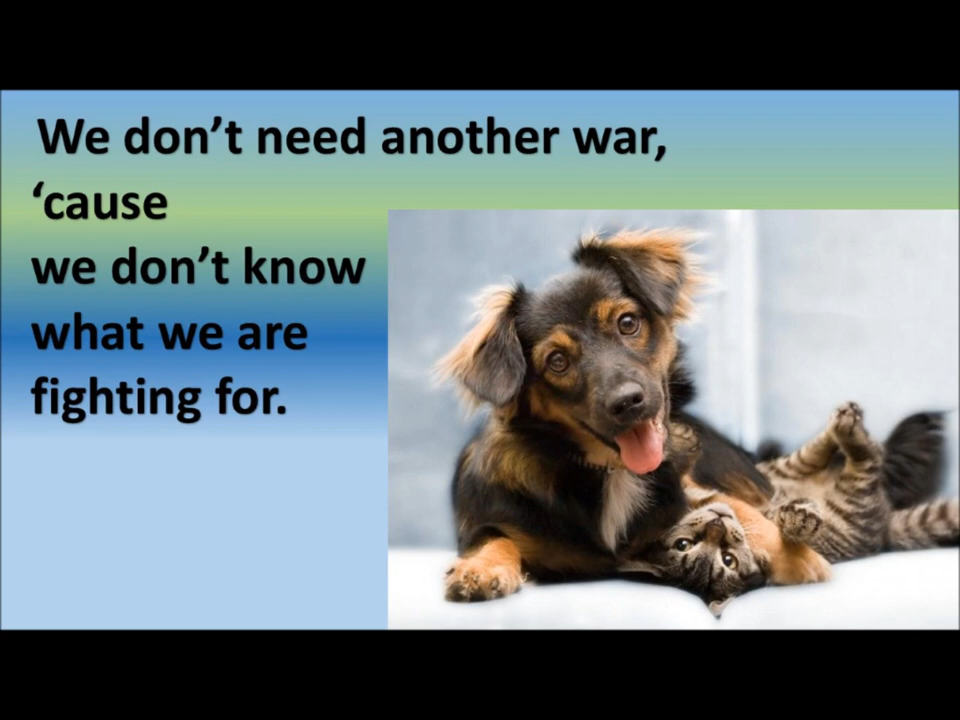 We don’t need another war,
‘cause
we don’t know
what we are
fighting for.